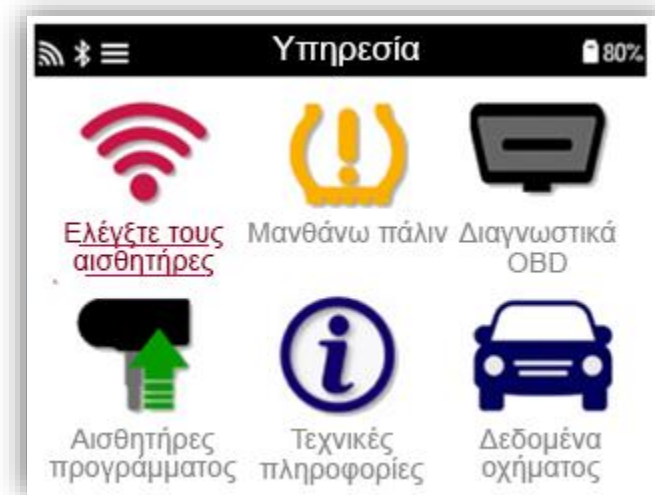 Υπηρεσία
80%
Ελέγξτε τους
αισθητήρες
Μανθάνω πάλιν
Διαγνωστικά
OBD
Αισθητήρες
προγράμματος
Τεχνικές
πληροφορίες
Δεδομένα
οχήματος